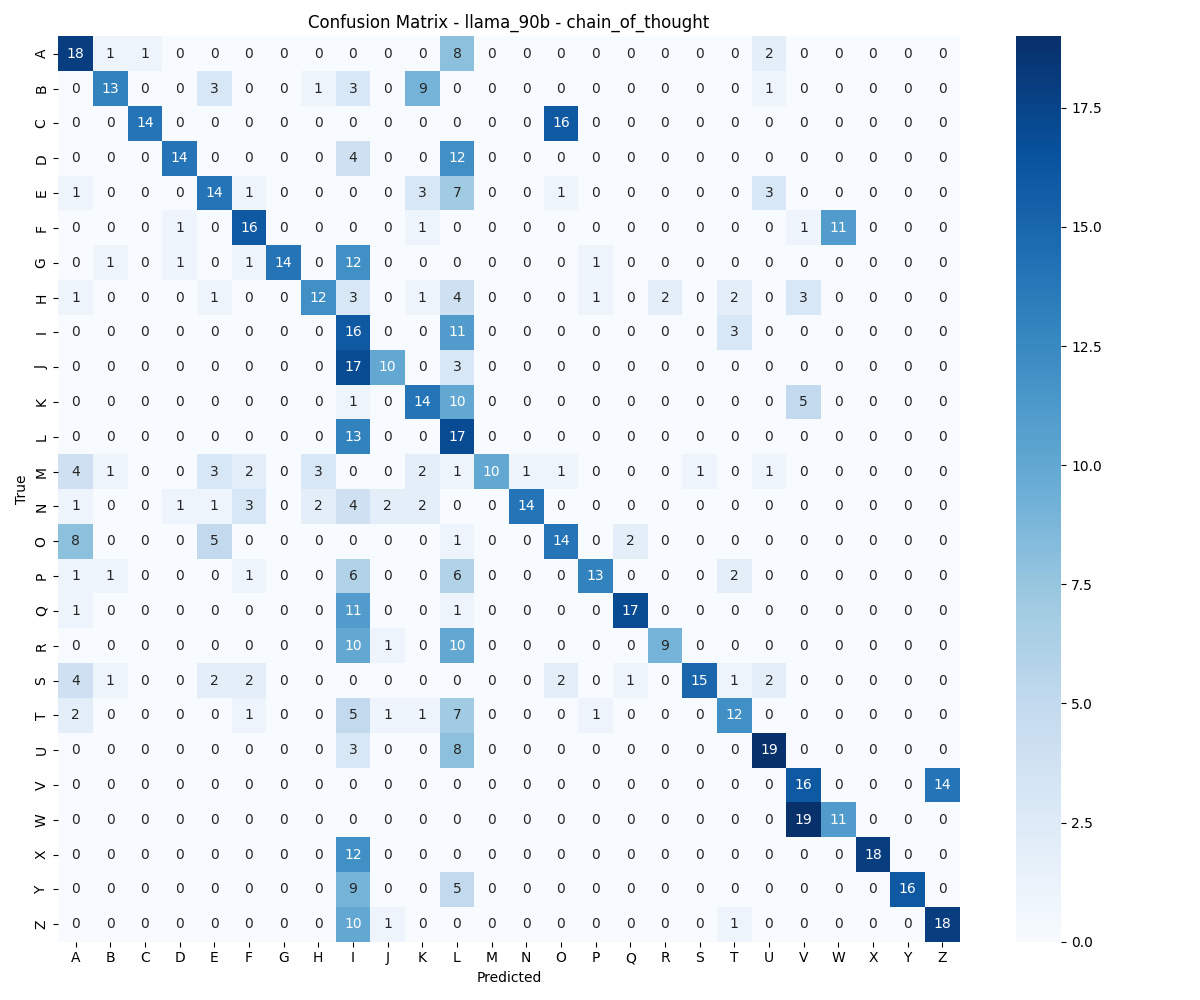 Confusion Matrix - llama_90b - chain_of_thought
A 18 1 1 0 0 0 0 0 0 0 0 8 0 0 0 0 0 0 0 0 2 0 0 0 0 0
B 0 13 0 0 3 0 0 1 3 0 9 0 0 0 0 0 0 0 0 0 1 0 0 0 0 0
C 0 0 14 0 0 0 0 0 0 0 0 0 0 0 16 0 0 0 0 0 0 0 0 0 0 0
D 0 0 0 14 0 0 0 0 4 0 0 12 0 0 0 0 0 0 0 0 0 0 0 0 0 0
E 1 0 0 0 14 1 0 0 0 0 3 7 0 0 1 0 0 0 0 0 3 0 0 0 0 0
F 0 0 0 1 0 16 0 0 0 0 1 0 0 0 0 0 0 0 0 0 0 1 11 0 0 0
G 0 1 0 1 0 1 14 0 12 0 0 0 0 0 0 1 0 0 0 0 0 0 0 0 0 0
H 1 0 0 0 1 0 0 12 3 0 1 4 0 0 0 1 0 2 0 2 0 3 0 0 0 0
I 0 0 0 0 0 0 0 0 16 0 0 11 0 0 0 0 0 0 0 3 0 0 0 0 0 0
J 0 0 0 0 0 0 0 0 17 10 0 3 0 0 0 0 0 0 0 0 0 0 0 0 0 0
K 0 0 0 0 0 0 0 0 1 0 14 10 0 0 0 0 0 0 0 0 0 5 0 0 0 0
L 0 0 0 0 0 0 0 0 13 0 0 17 0 0 0 0 0 0 0 0 0 0 0 0 0 0
M 4 1 0 0 3 2 0 3 0 0 2 1 10 1 1 0 0 0 1 0 1 0 0 0 0 0
N 1 0 0 1 1 3 0 2 4 2 2 0 0 14 0 0 0 0 0 0 0 0 0 0 0 0
O 8 0 0 0 5 0 0 0 0 0 0 1 0 0 14 0 2 0 0 0 0 0 0 0 0 0
P 1 1 0 0 0 1 0 0 6 0 0 6 0 0 0 13 0 0 0 2 0 0 0 0 0 0
Q 1 0 0 0 0 0 0 0 11 0 0 1 0 0 0 0 17 0 0 0 0 0 0 0 0 0
R 0 0 0 0 0 0 0 0 10 1 0 10 0 0 0 0 0 9 0 0 0 0 0 0 0 0
S 4 1 0 0 2 2 0 0 0 0 0 0 0 0 2 0 1 0 15 1 2 0 0 0 0 0
T 2 0 0 0 0 1 0 0 5 1 1 7 0 0 0 1 0 0 0 12 0 0 0 0 0 0
U 0 0 0 0 0 0 0 0 3 0 0 8 0 0 0 0 0 0 0 0 19 0 0 0 0 0
V 0 0 0 0 0 0 0 0 0 0 0 0 0 0 0 0 0 0 0 0 0 16 0 0 0 14
W 0 0 0 0 0 0 0 0 0 0 0 0 0 0 0 0 0 0 0 0 0 19 11 0 0 0
X 0 0 0 0 0 0 0 0 12 0 0 0 0 0 0 0 0 0 0 0 0 0 0 18 0 0
Y 0 0 0 0 0 0 0 0 9 0 0 5 0 0 0 0 0 0 0 0 0 0 0 0 16 0
Z 0 0 0 0 0 0 0 0 10 1 0 0 0 0 0 0 0 0 0 1 0 0 0 0 0 18
A B C D E F G H I J K L M N O P Q R S T U V W X Y Z
Predicted
True
17.5
15.0
12.5
10.0
7.5
5.0
2.5
0.0